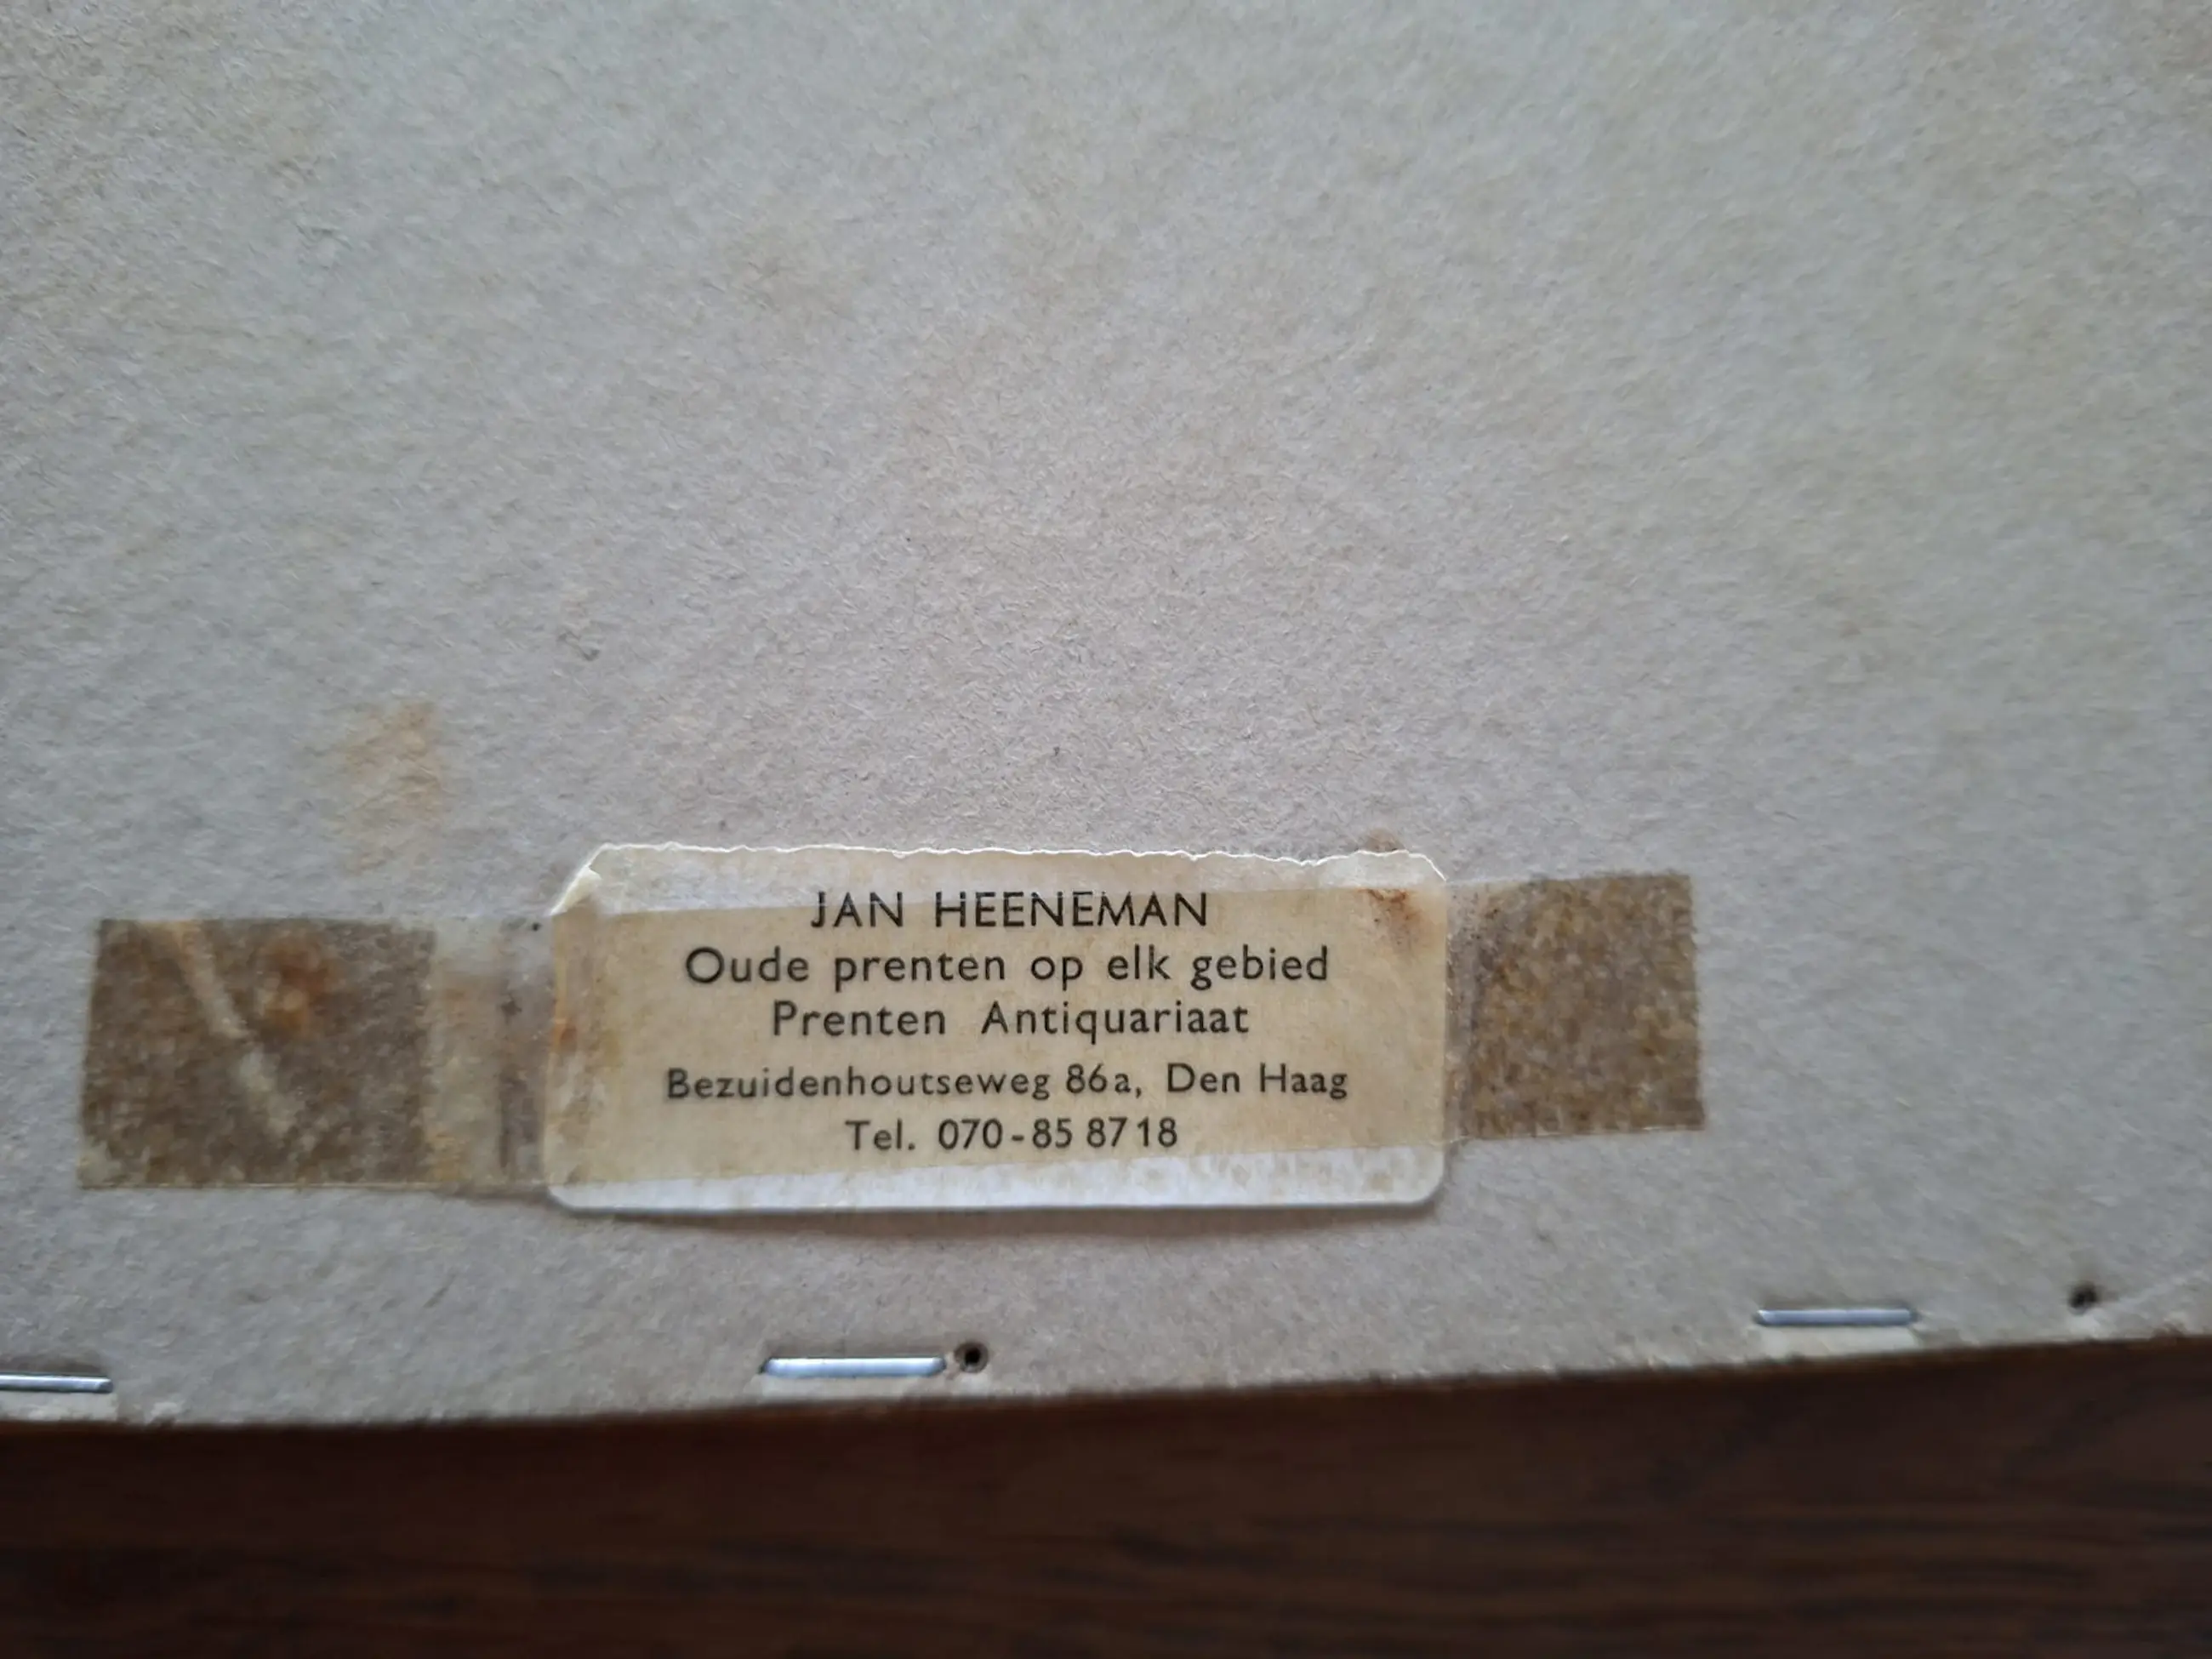 JAN HEENEMAN
Oude prenten op elk gebied
Prenten Antiquariaat
Bezuidenhoutseweg 86a, Den Haag
Tel. 070-85 87 18